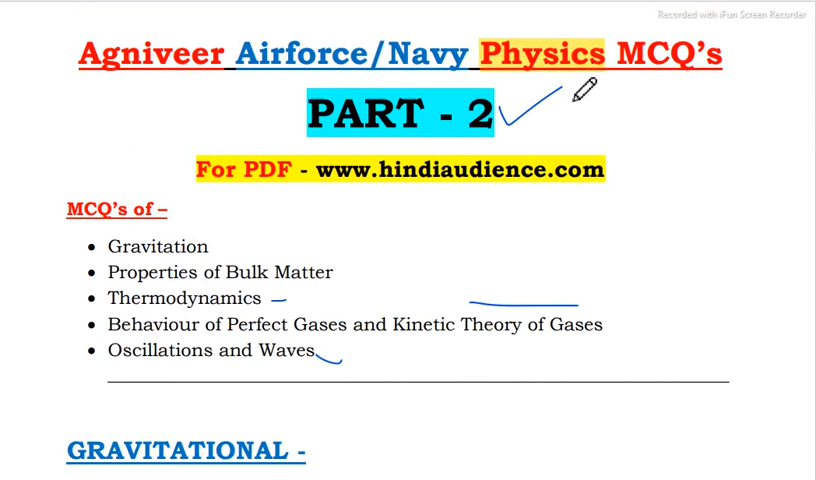 Recorded with iFun Screen Recorder
Agniveer Airforce/Navy Physics MCQ's
PART - 2
For PDF - www.hindiaudience.com
MCQ's of –
• Gravitation
• Properties of Bulk Matter
• Thermodynamics
• Behaviour of Perfect Gases and Kinetic Theory of Gases
• Oscillations and Waves
GRAVITATIONAL -